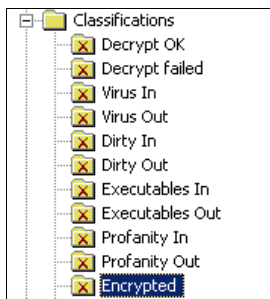 Classifications
Decrypt OK
Decrypt failed
Virus In
Virus Out
Dirty In
Dirty Out
Executables In
Executables Out
Profanity In
Profanity Out
Encrypted